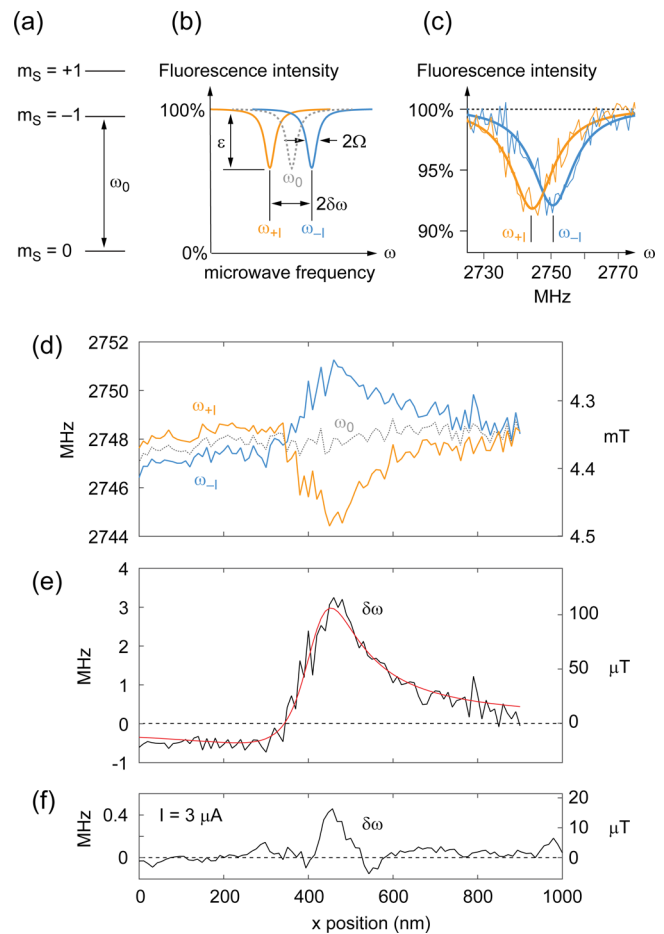 (a)
m_S = +1
m_S = −1
ω_0
m_S = 0
(b)
Fluorescence intensity
100%
ε
2Ω
ω_0
2δω
ω_+I
ω_−I
0%
ω
microwave frequency
(c)
Fluorescence intensity
100%
95%
90%
ω_+I
ω_−I
ω
2730
2750
2770
MHz
(d)
2752
2750
2748
2746
2744
MHz
ω_+I
ω_0
ω_−I
4.3
4.4
4.5
mT
(e)
4
3
2
1
0
-1
MHz
δω
100
50
0
μT
(f)
0.4
0
MHz
I = 3 μA
δω
20
10
0
μT
0
200
400
600
800
1000
x position (nm)